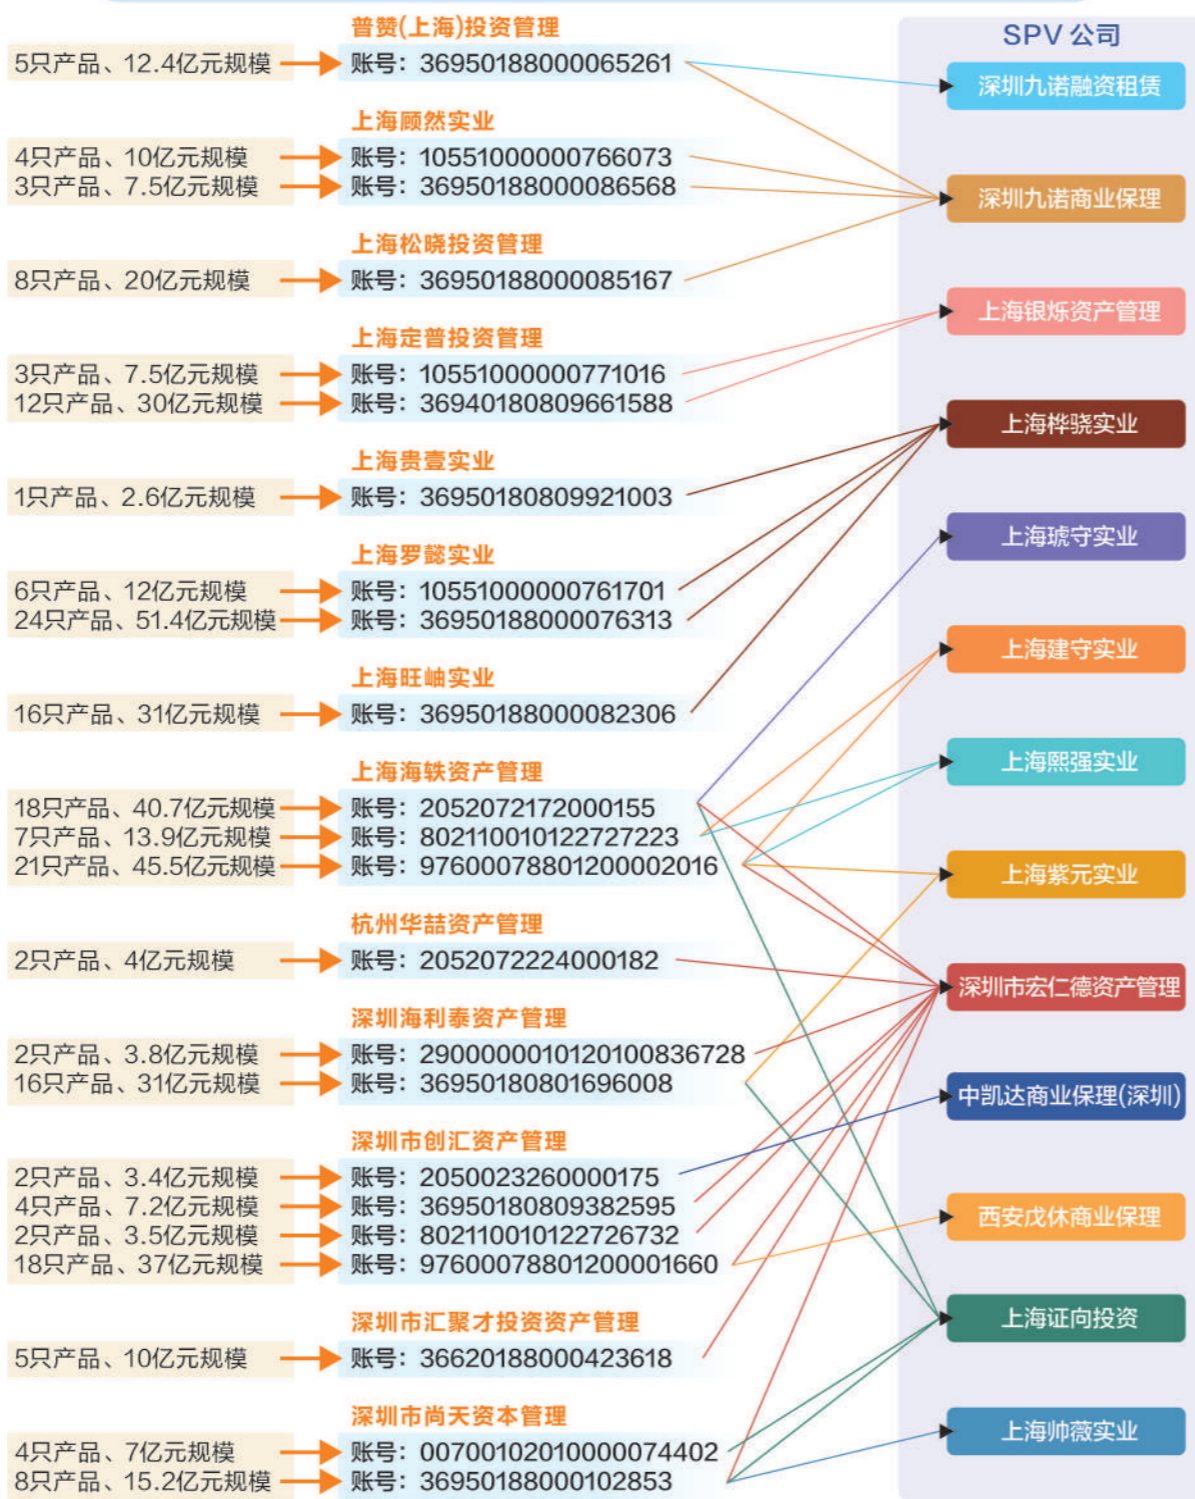 普赞(上海)投资管理
5只产品、12.4亿元规模
账号：36950188000065261
上海顾然实业
4只产品、10亿元规模
账号：10551000000766073
3只产品、7.5亿元规模
账号：36950188000086568
上海松晓投资管理
8只产品、20亿元规模
账号：36950188000085167
上海定普投资管理
3只产品、7.5亿元规模
账号：10551000000771016
12只产品、30亿元规模
账号：36940180809661588
上海贵壹实业
1只产品、2.6亿元规模
账号：36950180809921003
上海罗懿实业
6只产品、12亿元规模
账号：10551000000761701
24只产品、51.4亿元规模
账号：36950188000076313
上海旺岫实业
16只产品、31亿元规模
账号：36950188000082306
上海海轶资产管理
18只产品、40.7亿元规模
账号：2052072172000155
7只产品、13.9亿元规模
账号：802110010122727223
21只产品、45.5亿元规模
账号：97600078801200002016
杭州华喆资产管理
2只产品、4亿元规模
账号：2052072224000182
深圳海利泰资产管理
2只产品、3.8亿元规模
账号：2900000010120100836728
16只产品、31亿元规模
账号：36950180801696008
深圳市创汇资产管理
2只产品、3.4亿元规模
账号：2050023260000175
4只产品、7.2亿元规模
账号：36950180809382595
2只产品、3.5亿元规模
账号：802110010122726732
18只产品、37亿元规模
账号：97600078801200001660
深圳市汇聚才投资资产管理
5只产品、10亿元规模
账号：36620188000423618
深圳市尚天资本管理
4只产品、7亿元规模
账号：00700102010000074402
8只产品、15.2亿元规模
账号：36950188000102853
SPV 公司
深圳九诺融资租赁
深圳九诺商业保理
上海银烁资产管理
上海桦骁实业
上海琥守实业
上海建守实业
上海熙强实业
上海紫元实业
深圳市宏仁德资产管理
中凯达商业保理(深圳)
西安戊休商业保理
上海证向投资
上海帅薇实业